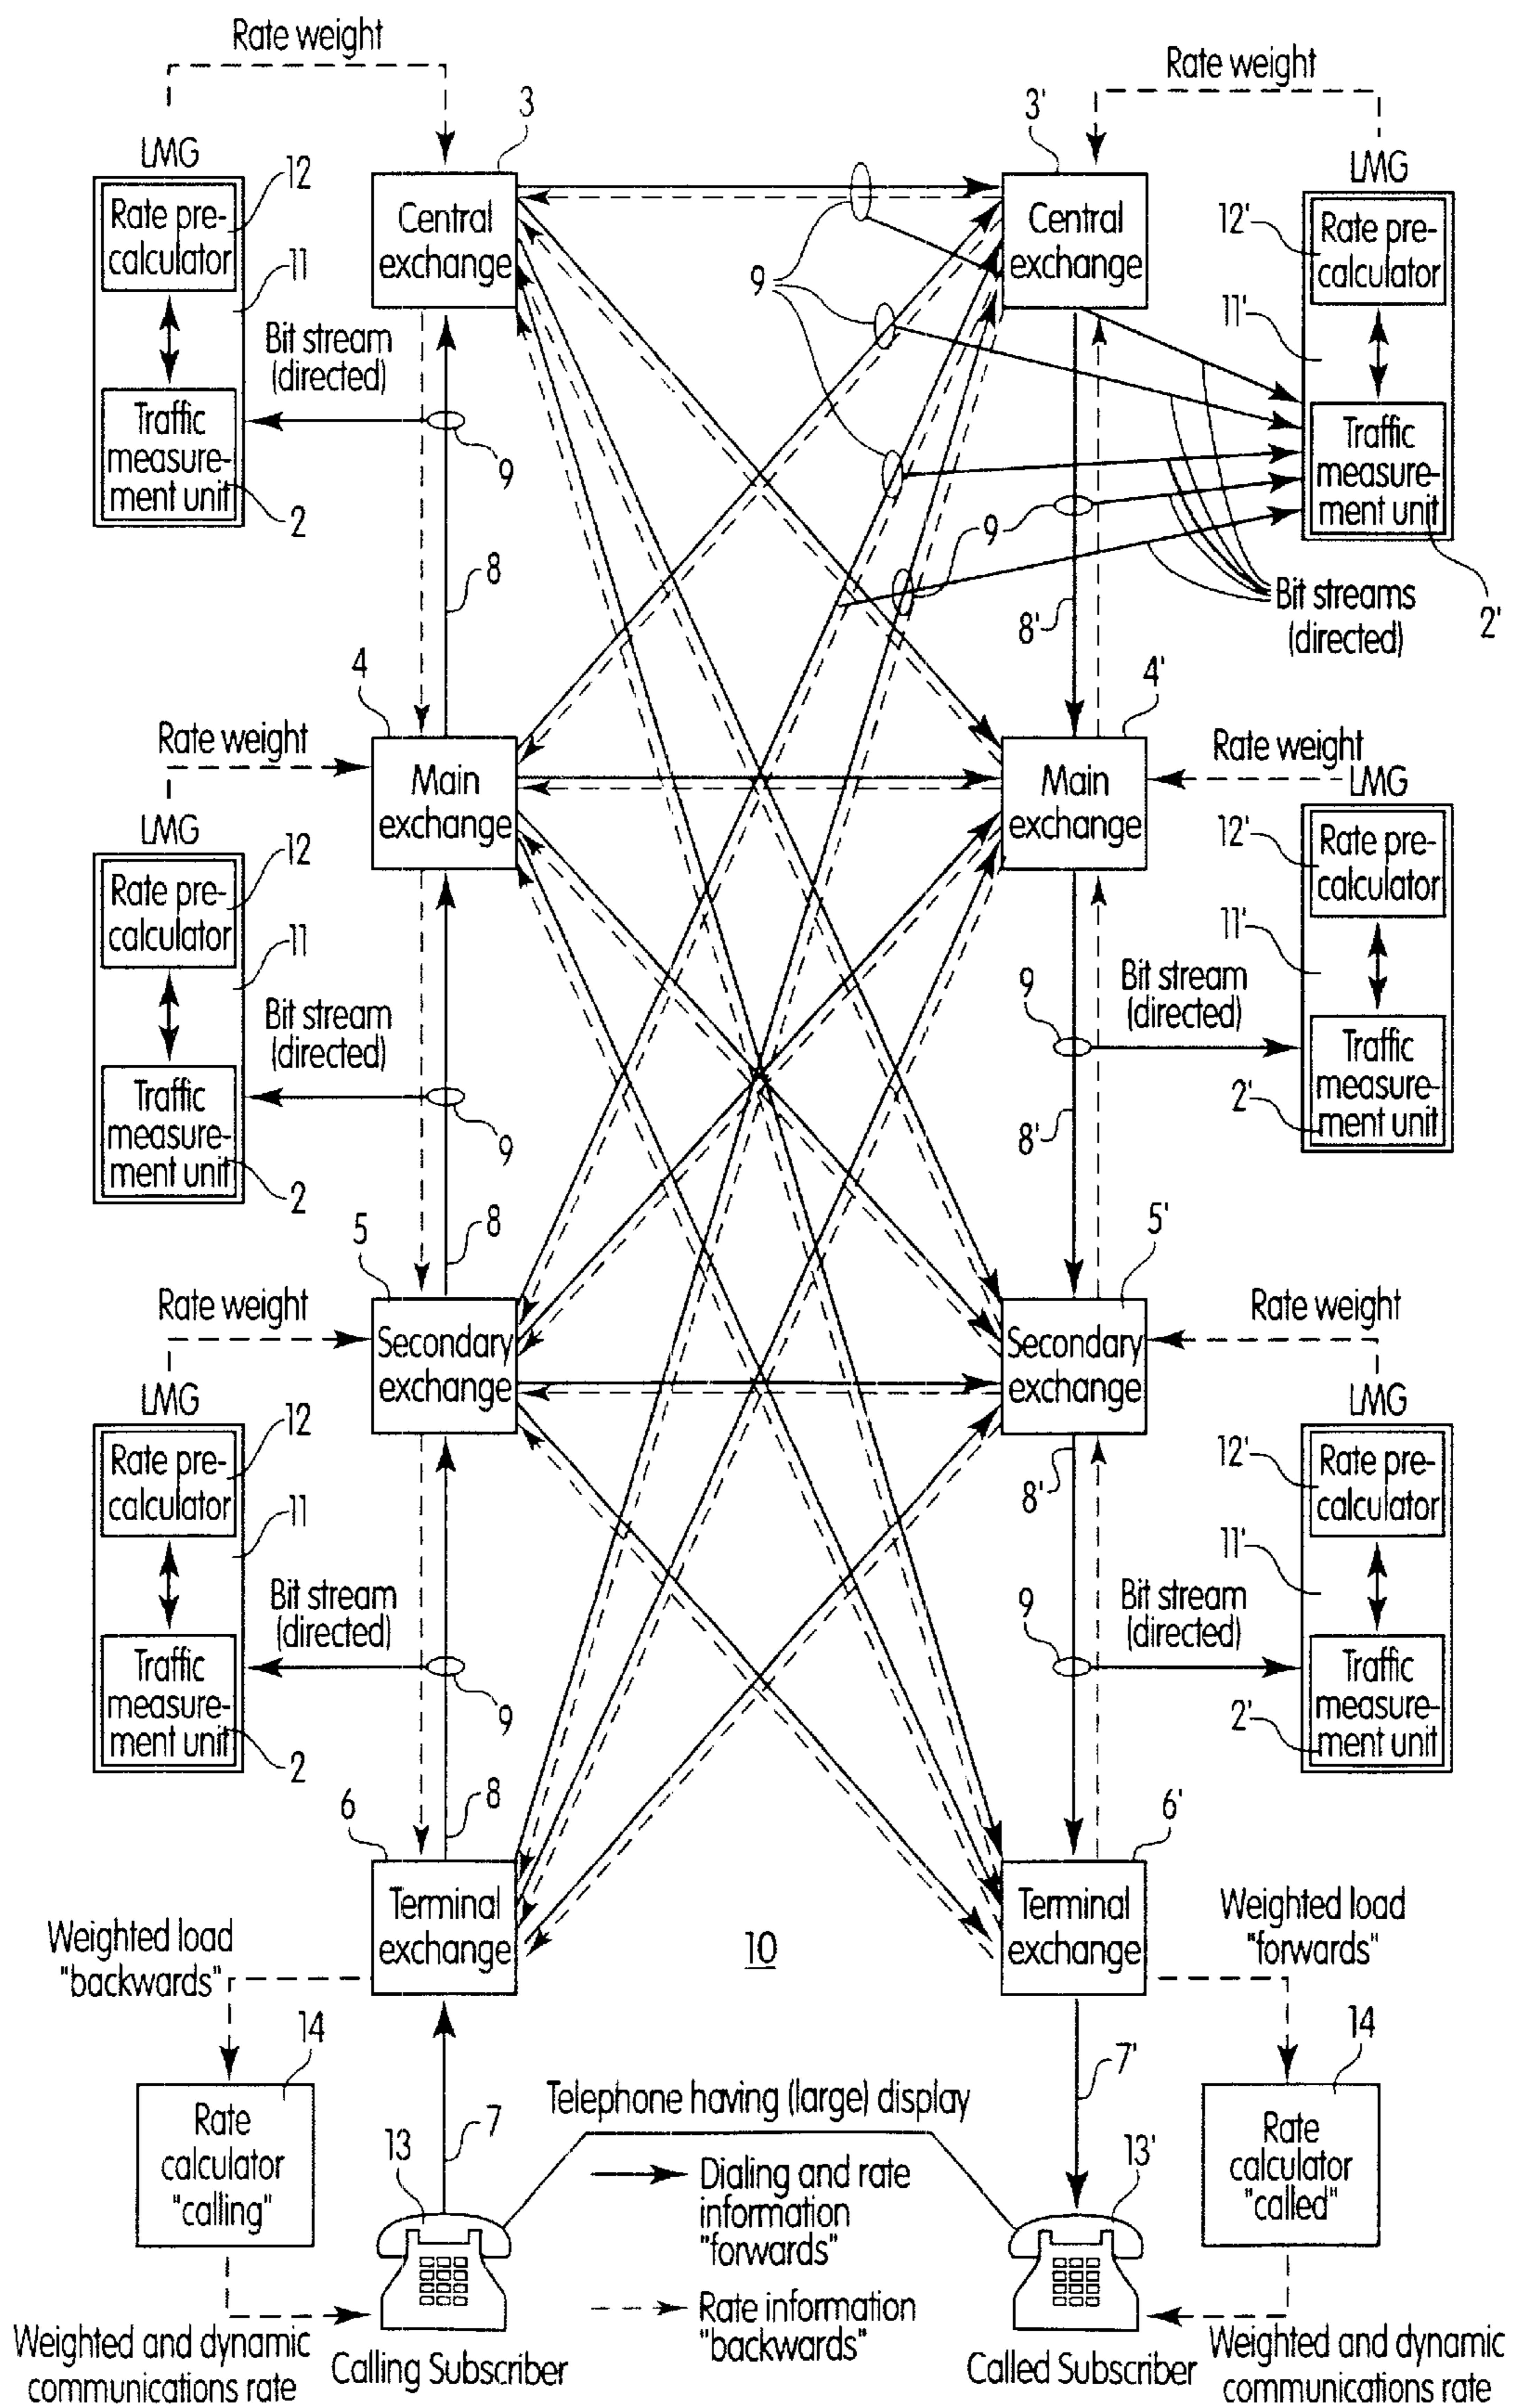 Rate weight
Rate weight
3
3'
LMG
LMG
12
Rate pre-
calculator
Central
exchange
Central
exchange
12'
Rate pre-
calculator
11
9
11'
Bit stream
(directed)
Traffic
measure-
ment unit
2
9
Traffic
measure-
ment unit
9
8
8'
Bit streams
(directed)
2'
4
4'
Rate weight
Rate weight
LMG
Main
exchange
Main
exchange
LMG
12
Rate pre-
calculator
12'
Rate pre-
calculator
11
11'
Bit stream
(directed)
9
Bit stream
(directed)
Traffic
measure-
ment unit
2
9
8'
Traffic
measure-
ment unit
2'
8
5
5'
Rate weight
Rate weight
LMG
Secondary
exchange
Secondary
exchange
LMG
12
Rate pre-
calculator
12'
Rate pre-
calculator
8'
11
11'
Bit stream
(directed)
9
Bit stream
(directed)
Traffic
measure-
ment unit
2
9
Traffic
measure-
ment unit
2'
8
6
6'
Terminal
exchange
Terminal
exchange
Weighted load
"backwards"
10
Weighted load
"forwards"
14
14
7'
Rate
calculator
"calling"
7
Telephone having (large) display
Rate
calculator
"called"
13
13'
Dialing and rate
information
"forwards"
Rate information
"backwards"
Weighted and dynamic
communications rate
Calling Subscriber
Called Subscriber
Weighted and dynamic
communications rate